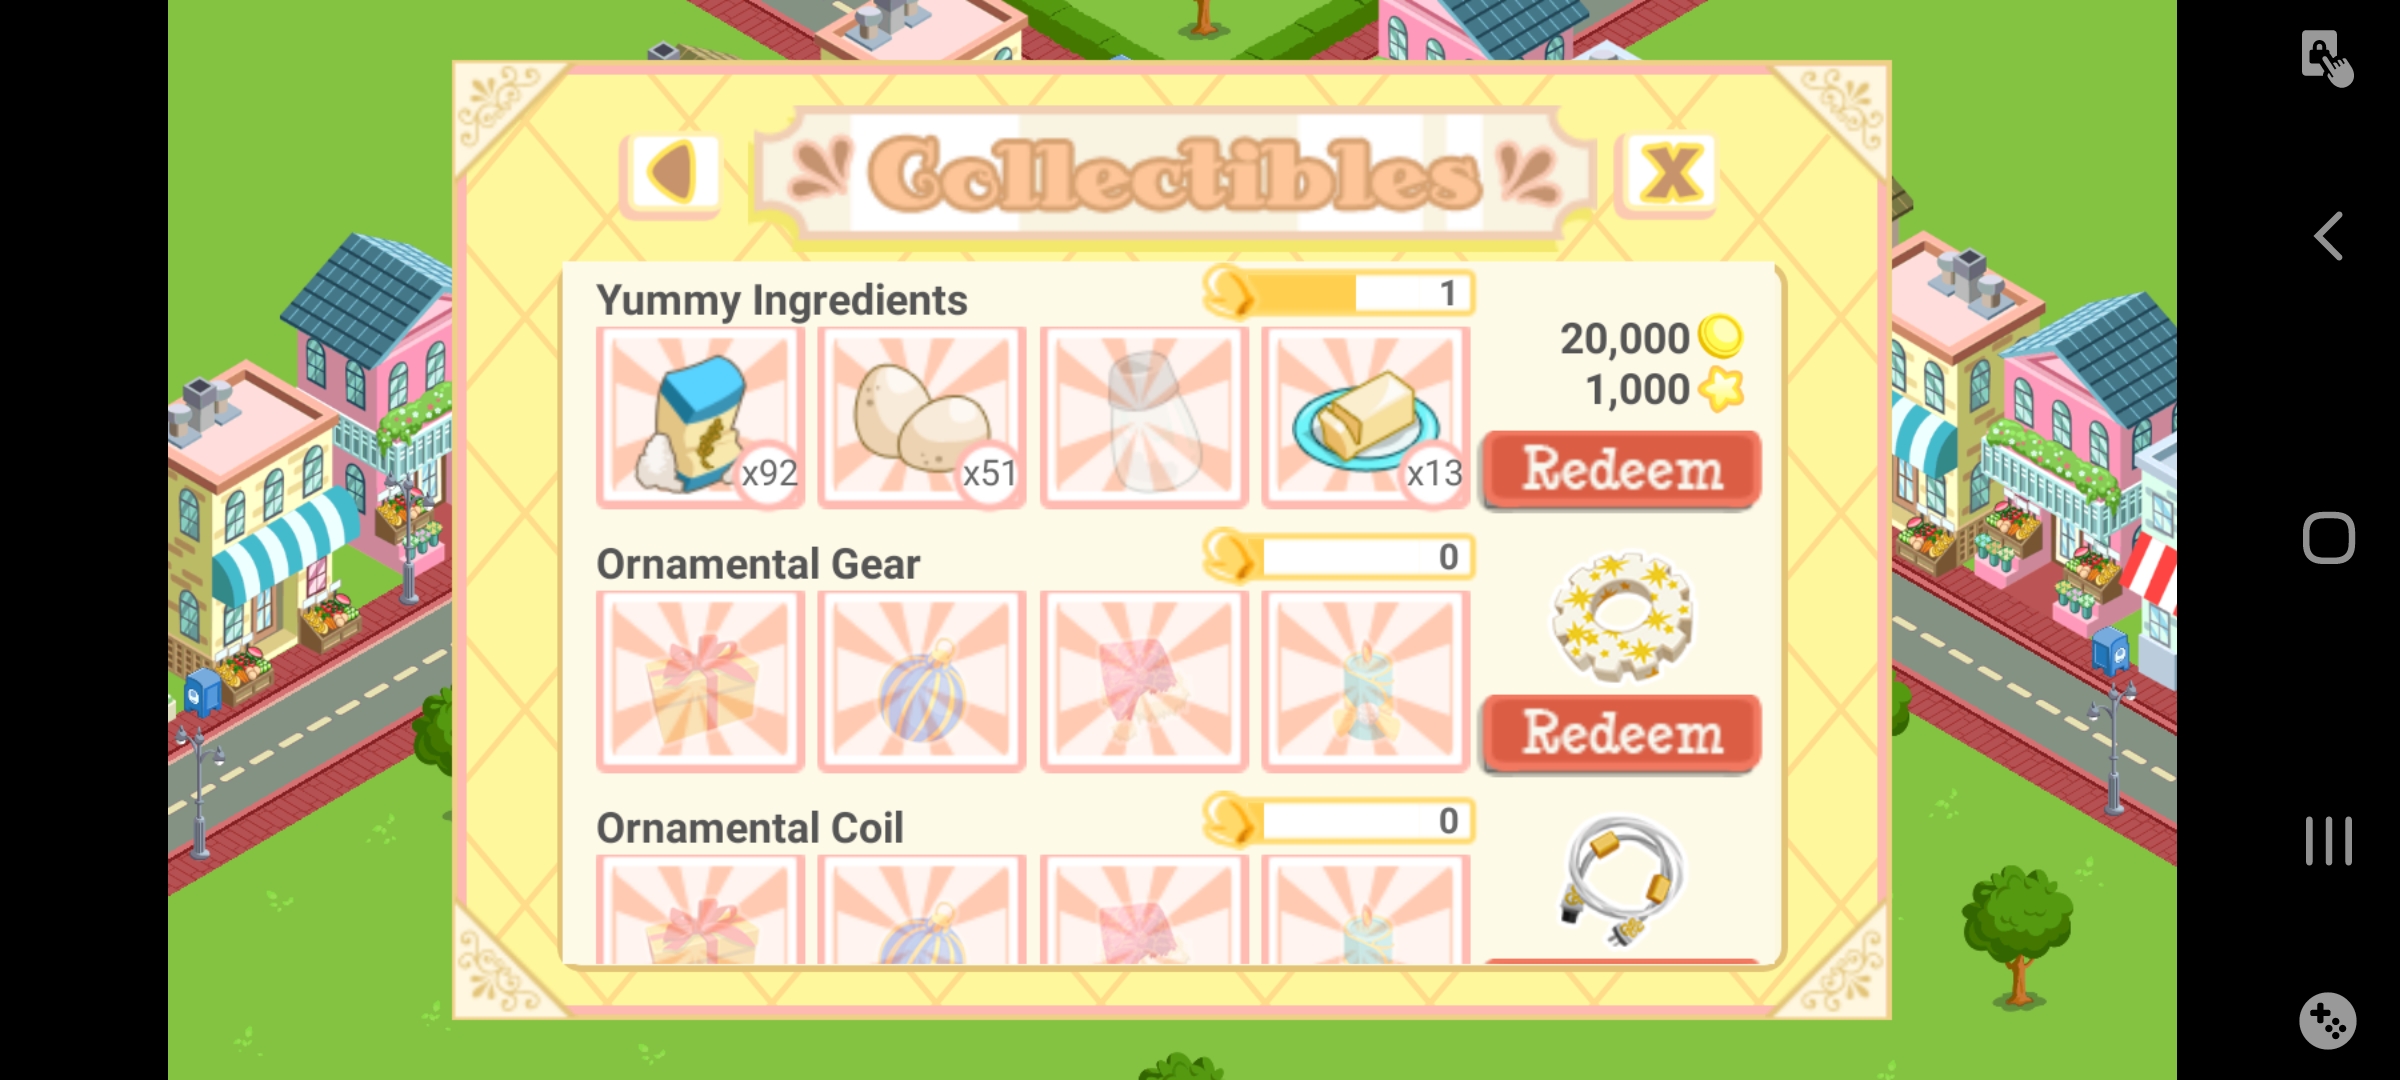 Collectibles
X
Yummy Ingredients
1
20,000
1,000
x92
x51
x13
Redeem
Ornamental Gear
0
Redeem
Ornamental Coil
0